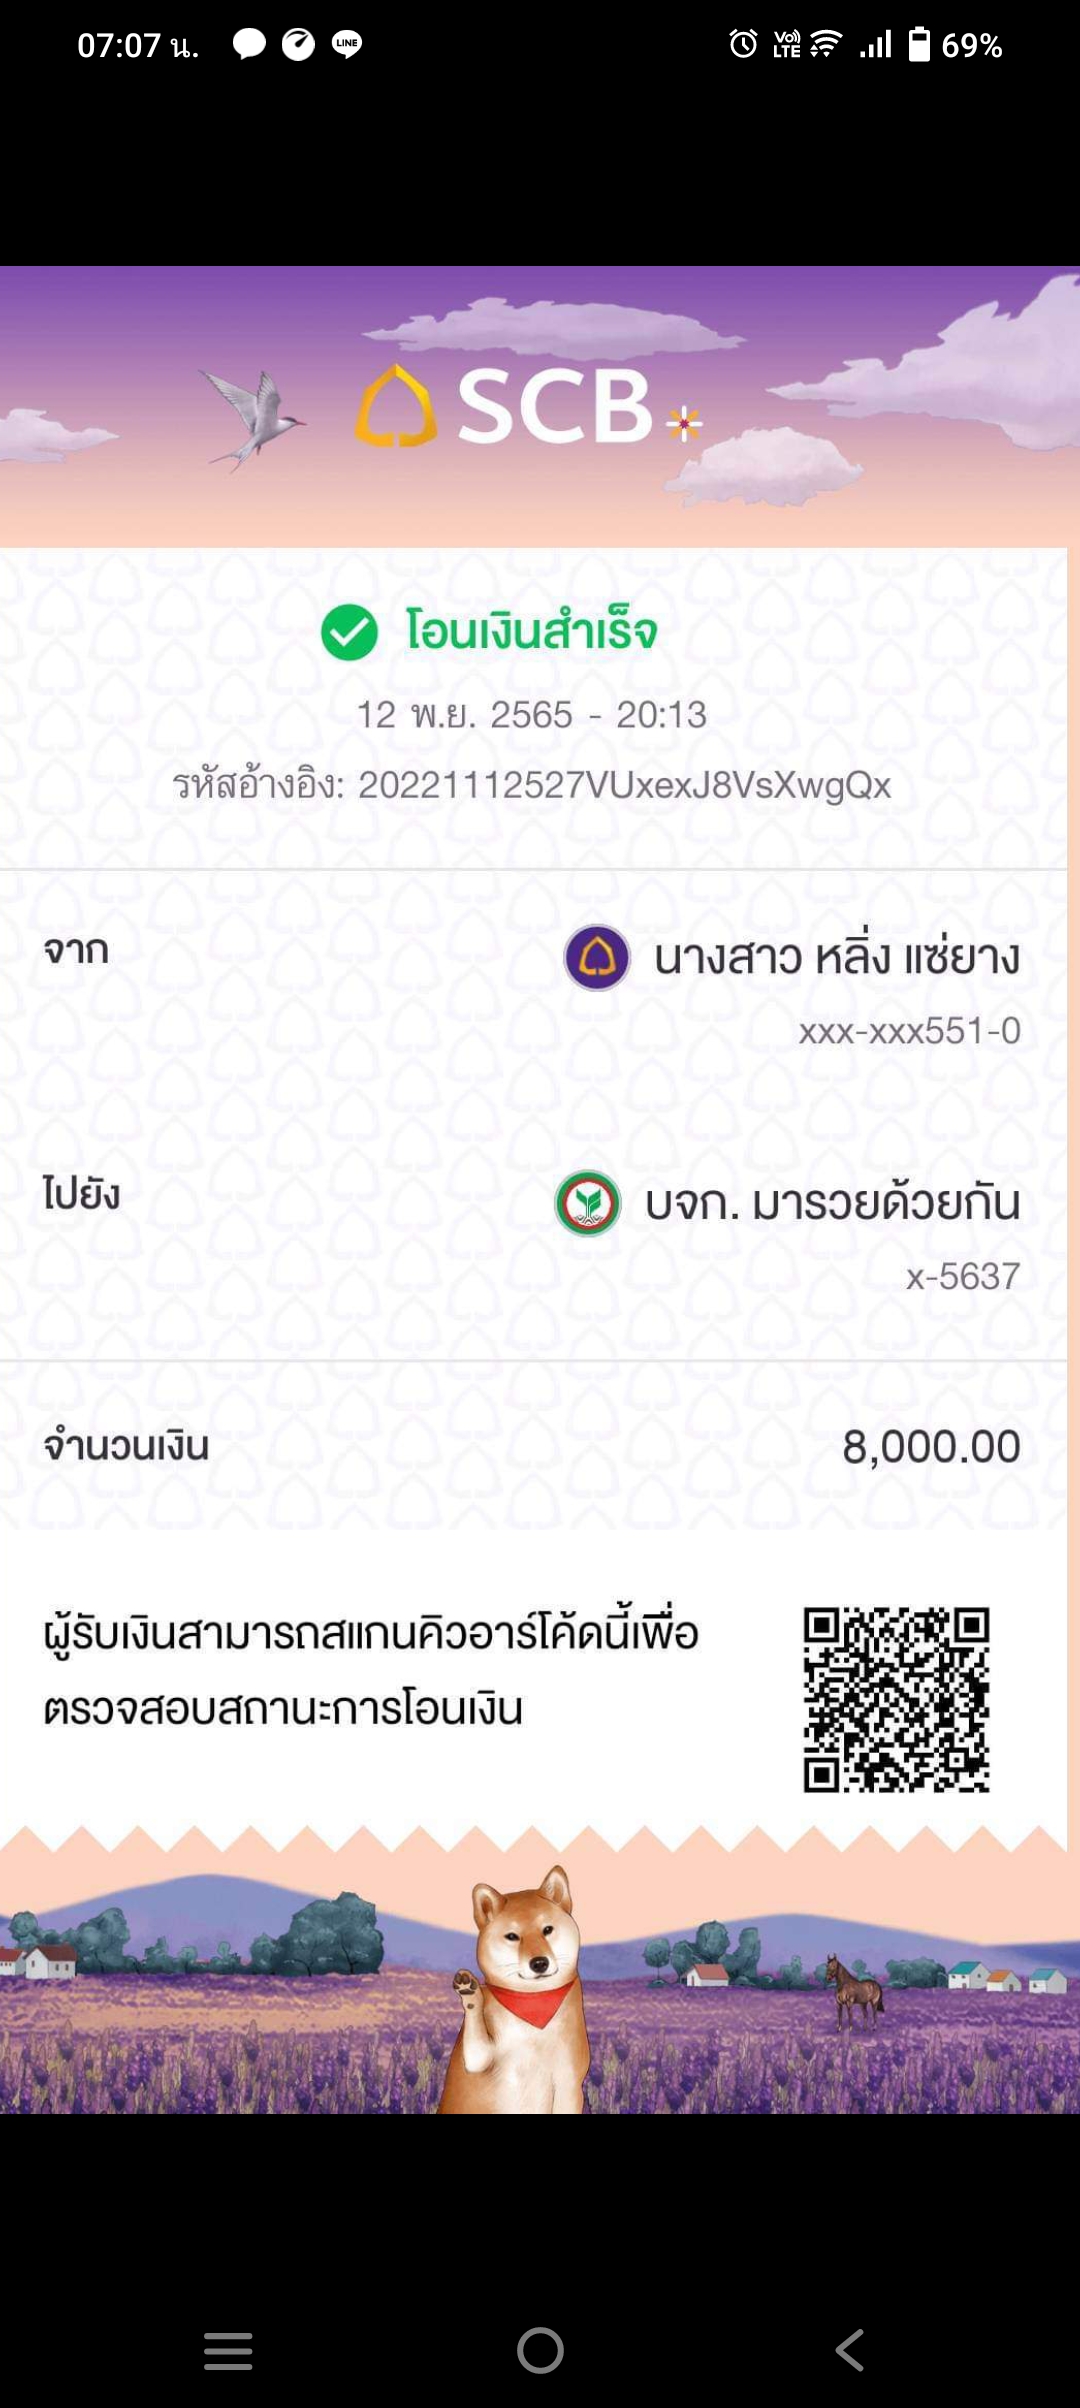 07:07 น.
LINE
Vo)) LTE
69%
SCB
โอนเงินสำเร็จ
12 พ.ย. 2565 - 20:13
รหัสอ้างอิง: 20221112527VUxexJ8VsXwgQx
จาก
นางสาว หลิ่ง แซ่ยาง
xxx-xxx551-0
ไปยัง
บจก. มารวยด้วยกัน
x-5637
จำนวนเงิน
8,000.00
ผู้รับเงินสามารถสแกนคิวอาร์โค้ดนี้เพื่อ
ตรวจสอบสถานะการโอนเงิน